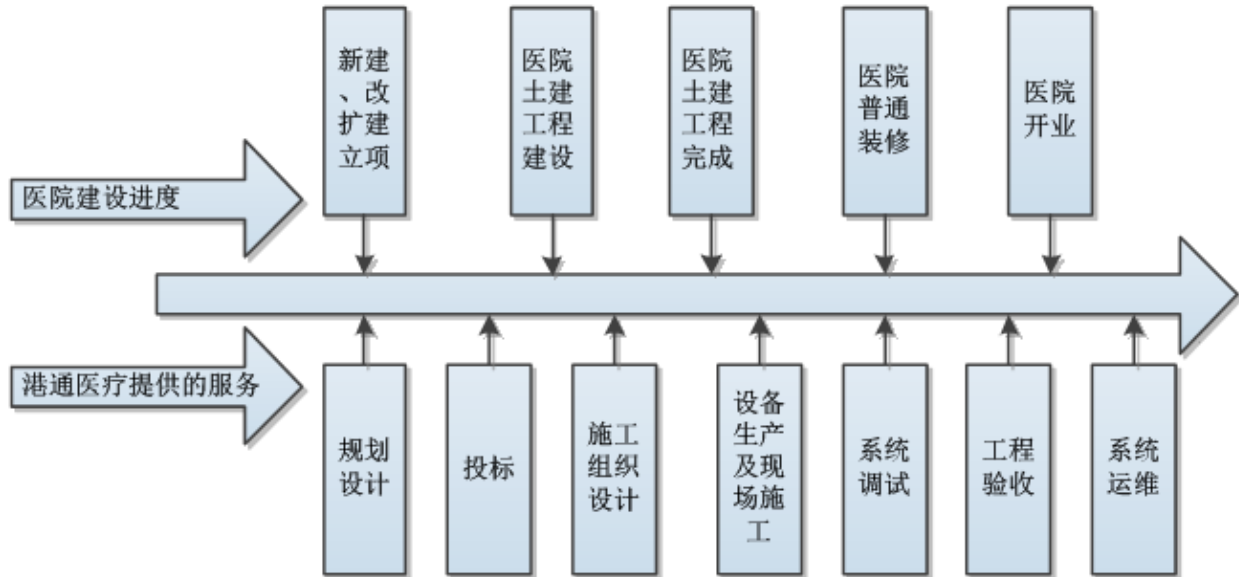 新建
、改
扩建
立项
医院
土建
工程
建设
医院
土建
工程
完成
医院
普通
装修
医院
开业
医院建设进度
港通医疗提供的服务
规划
设计
投标
施工
组织
设计
设备
生产
及现
场施
工
系统
调试
工程
验收
系统
运维